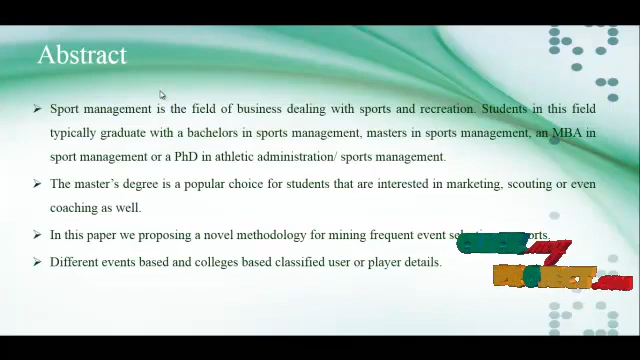 Abstract
Sport management is the field of business dealing with sports and recreation. Students in this field
typically graduate with a bachelors in sports management, masters in sports management, an MBA in
sport management or a PhD in athletic administration/ sports management.
The master's degree is a popular choice for students that are interested in marketing, scouting or even
coaching as well.
In this paper we proposing a novel methodology for mining frequent event
Different events based and colleges based classified user or player details.